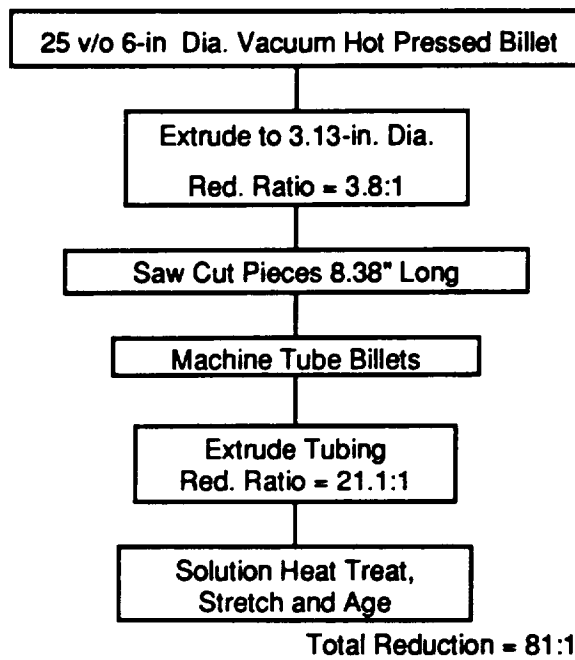 25 v/o 6-in Dia. Vacuum Hot Pressed Billet
Extrude to 3.13-in. Dia.
Red. Ratio = 3.8:1
Saw Cut Pieces 8.38" Long
Machine Tube Billets
Extrude Tubing
Red. Ratio = 21.1:1
Solution Heat Treat,
Stretch and Age
Total Reduction = 81:1